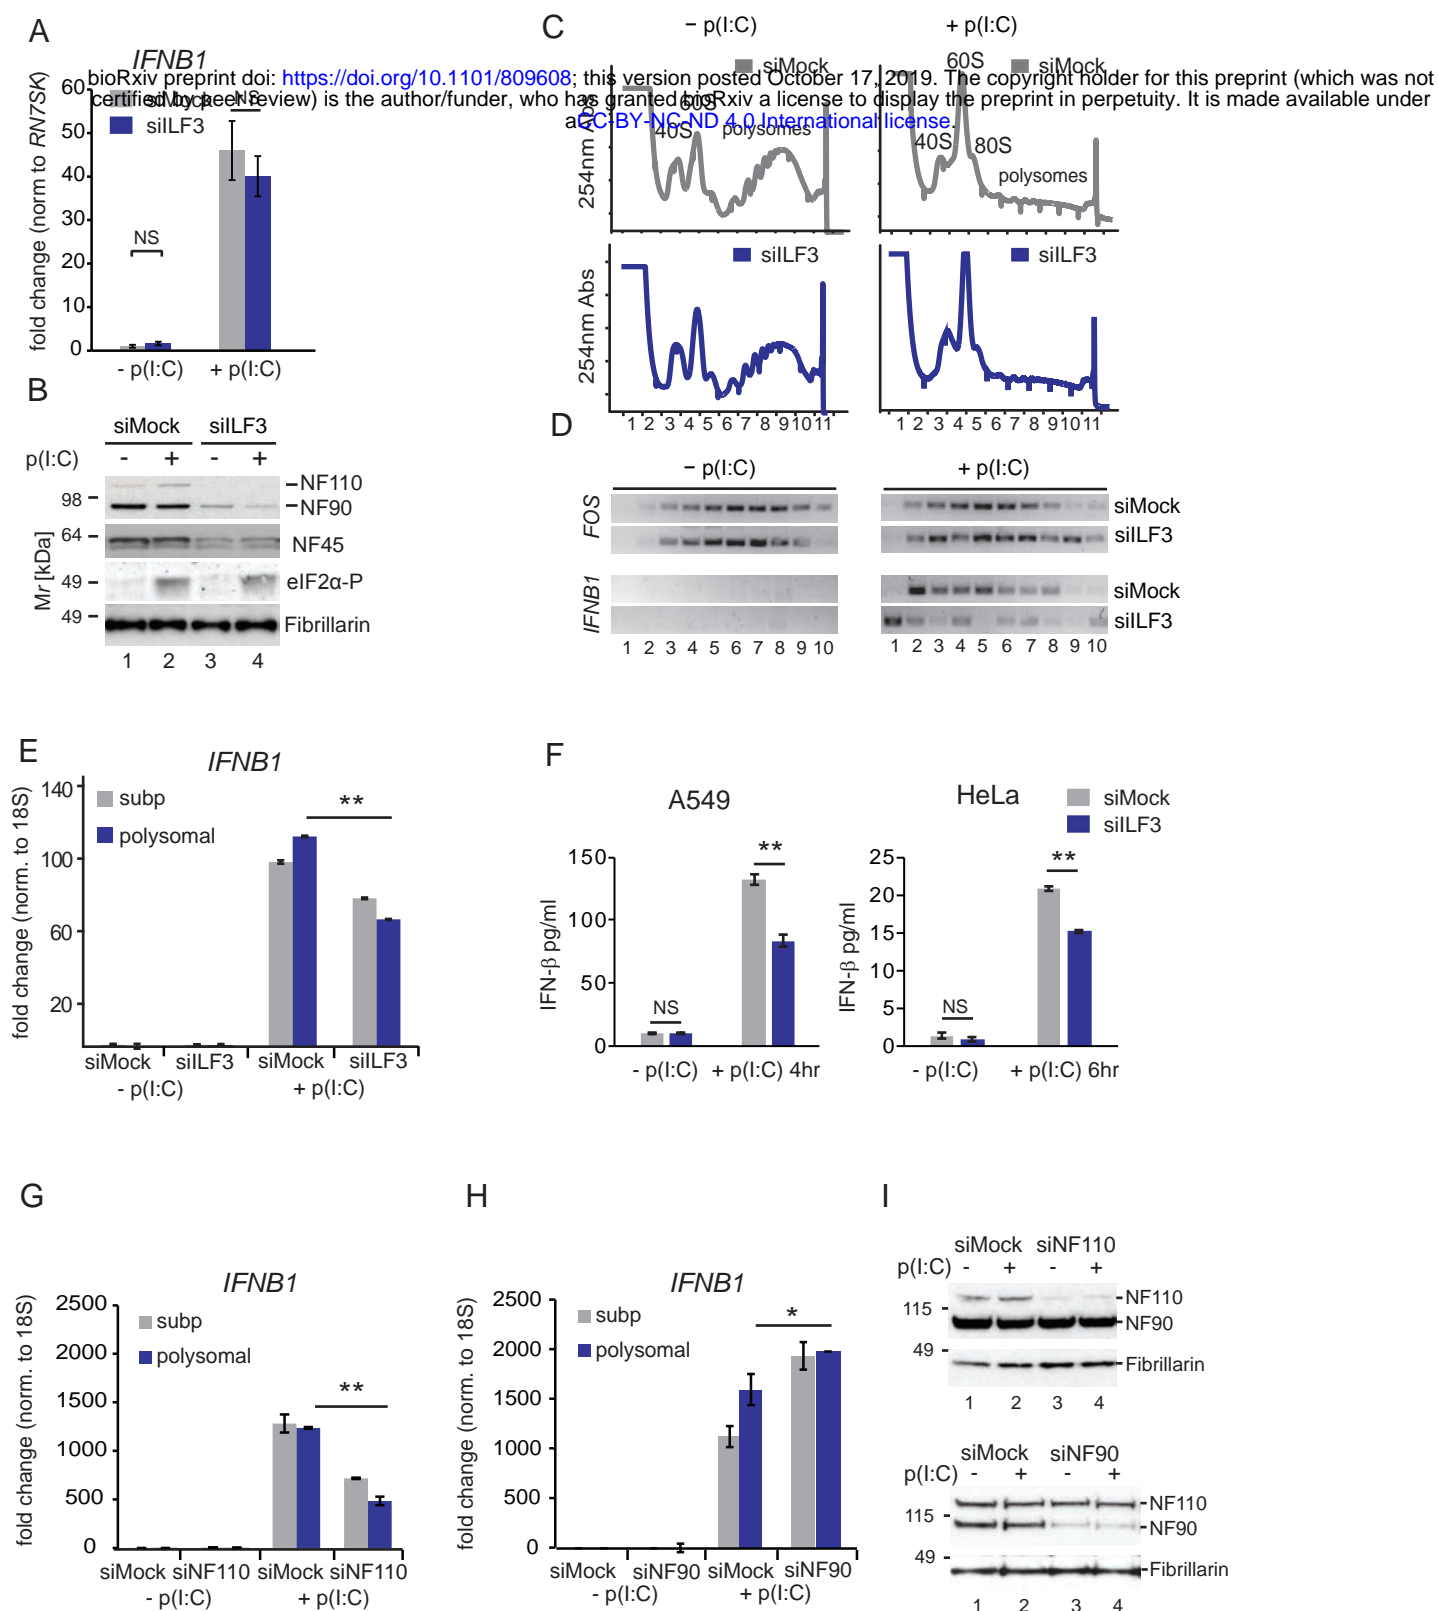 A
IFNB1
bioRxiv preprint doi: https://doi.org/10.1101/809608; this version posted October 17, 2019. The copyright holder for this preprint (which was not
certified by peer review) is the author/funder, who has granted bioRxiv a license to display the preprint in perpetuity. It is made available under
aCC-BY-NC-ND 4.0 International license.
fold change (norm to RN7SK)
60
50
40
30
20
10
0
siMock
siILF3
NS
NS
- p(I:C) + p(I:C)
B
siMock siILF3
p(I:C) - + - +
Mr [kDa]
98
64
49
49
NF110
NF90
NF45
eIF2α-P
Fibrillarin
1 2 3 4
C
− p(I:C) + p(I:C)
254nm Abs
siMock
40S
60S
polysomes
siMock
40S
60S
80S
polysomes
254nm Abs
siILF3
siILF3
1 2 3 4 5 6 7 8 9 10 11
D
− p(I:C) + p(I:C)
FOS
siMock
siILF3
IFNB1
siMock
siILF3
1 2 3 4 5 6 7 8 9 10
1 2 3 4 5 6 7 8 9 10
E
IFNB1
fold change (norm. to 18S)
140
100
60
20
subp
polysomal
**
siMock siILF3 siMock siILF3
- p(I:C) + p(I:C)
F
A549
IFN-β pg/ml
150
100
50
0
NS
**
- p(I:C) + p(I:C) 4hr
HeLa
siMock
siILF3
IFN-β pg/ml
25
20
15
10
5
0
NS
**
- p(I:C) + p(I:C) 6hr
G
IFNB1
fold change (norm. to 18S)
2500
2000
1500
1000
500
0
subp
polysomal
**
siMock siNF110 siMock siNF110
- p(I:C) + p(I:C)
H
IFNB1
fold change (norm. to 18S)
2500
2000
1500
1000
500
0
subp
polysomal
*
siMock siNF90 siMock siNF90
- p(I:C) + p(I:C)
I
siMock siNF110
p(I:C) - + - +
115
49
NF110
NF90
Fibrillarin
1 2 3 4
siMock siNF90
p(I:C) - + - +
115
49
NF110
NF90
Fibrillarin
1 2 3 4